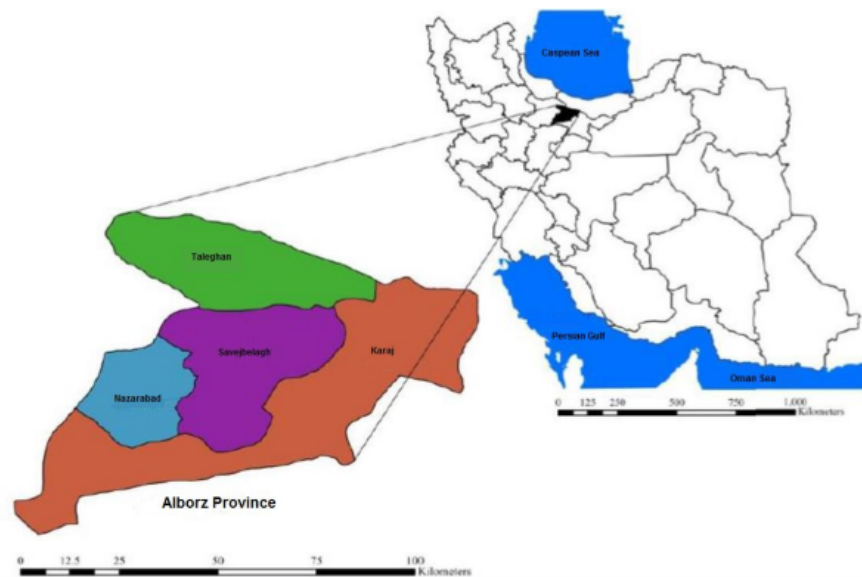 Caspean Sea
Taleghan
Savejbelagh
Karaj
Nazarabad
Persian Gulf
Oman Sea
0 125 250 500 750 1,000
Kilometers
Alborz Province
0 12.5 25 50 75 100
Kilometers